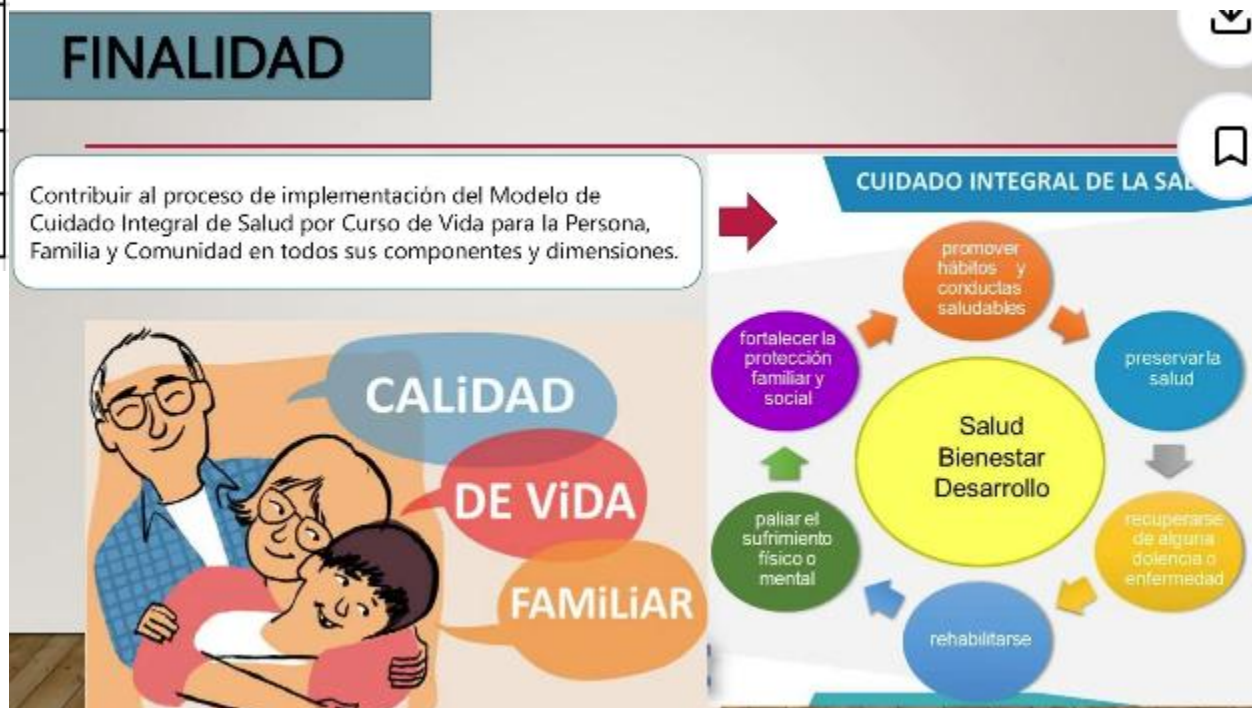 FINALIDAD
Contribuir al proceso de implementación del Modelo de
Cuidado Integral de Salud por Curso de Vida para la Persona,
Familia y Comunidad en todos sus componentes y dimensiones.
CALiDAD
DE ViDA
FAMiLiAR
CUIDADO INTEGRAL DE LA
promover
hábitos y
conductas
saludables
preservar la
salud
recuperarse
de alguna
dolencia o
enfermedad
rehabilitarse
paliar el
sufrimiento
físico o
mental
fortalecer la
protección
familiar y
social
Salud
Bienestar
Desarrollo